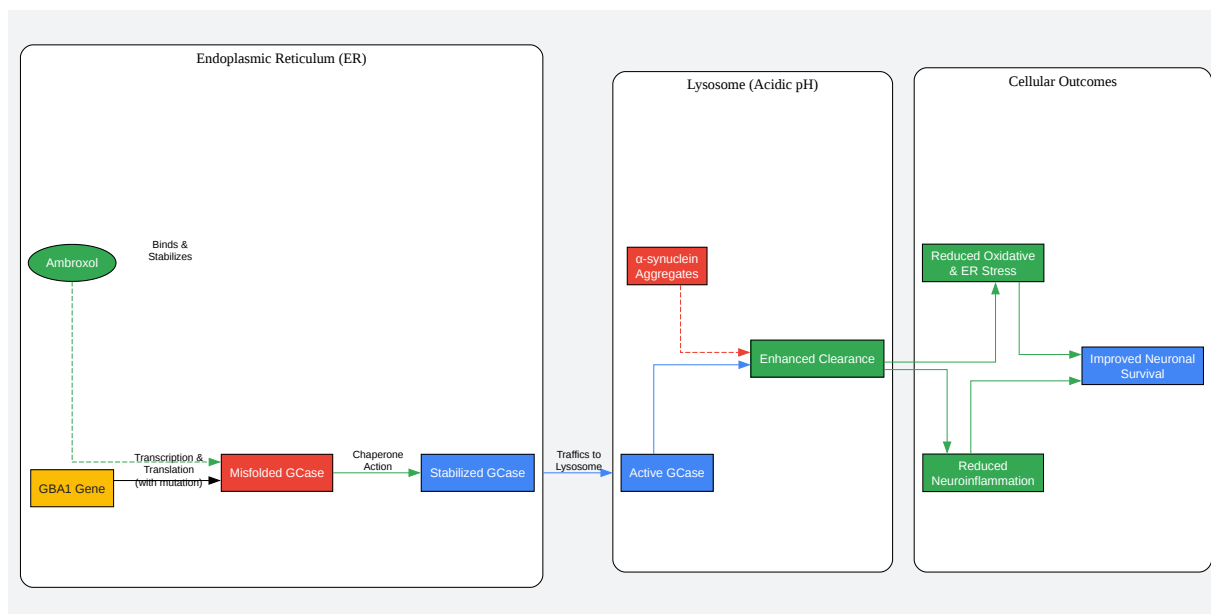 Endoplasmic Reticulum (ER)
Binds &
Stabilizes
Ambroxol
Transcription &
Translation
(with mutation)
GBA1 Gene
Misfolded GCase
Chaperone
Action
Stabilized GCase
Traffics to
Lysosome
Lysosome (Acidic pH)
α-synuclein
Aggregates
Enhanced Clearance
Active GCase
Cellular Outcomes
Reduced Oxidative
& ER Stress
Improved Neuronal
Survival
Reduced
Neuroinflammation